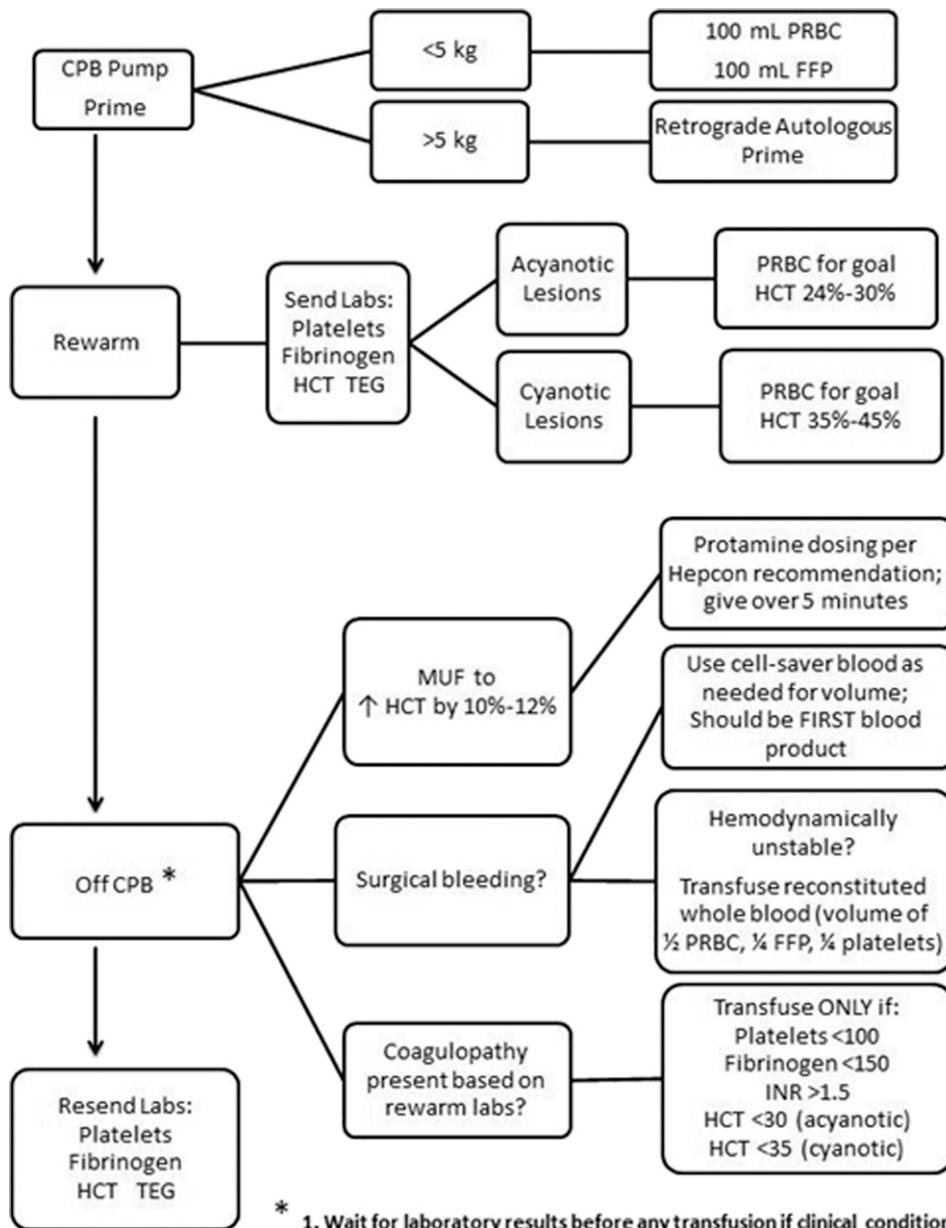 CPB Pump
Prime
<5 kg
100 mL PRBC
100 mL FFP
>5 kg
Retrograde Autologous
Prime
Rewarm
Send Labs:
Platelets
Fibrinogen
HCT TEG
Acyanotic
Lesions
PRBC for goal
HCT 24%-30%
Cyanotic
Lesions
PRBC for goal
HCT 35%-45%
Off CPB *
MUF to
↑ HCT by 10%-12%
Protamine dosing per
Hepcon recommendation;
give over 5 minutes
Surgical bleeding?
Use cell-saver blood as
needed for volume;
Should be FIRST blood
product
Hemodynamically
unstable?
Transfuse reconstituted
whole blood (volume of
½ PRBC, ¼ FFP, ¼ platelets)
Coagulopathy
present based on
rewarm labs?
Transfuse ONLY if:
Platelets <100
Fibrinogen <150
INR >1.5
HCT <30 (acyanotic)
HCT <35 (cyanotic)
Resend Labs:
Platelets
Fibrinogen
HCT TEG
* 1. Wait for laboratory results before any transfusion if clinical condition